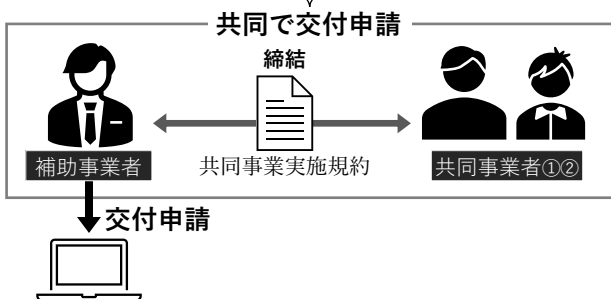 共同で交付申請
締結
補助事業者
共同事業実施規約
共同事業者①②
交付申請